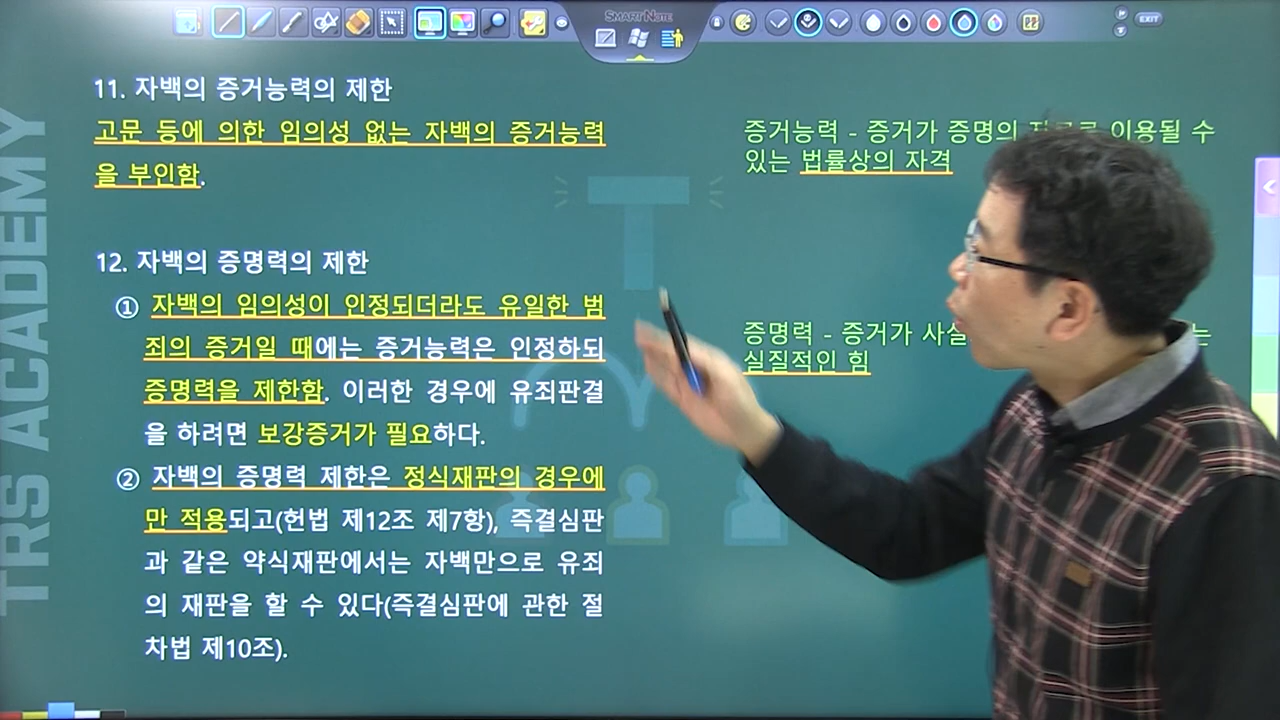 SMART NOTE
EXIT
TRS ACADEMY
11. 자백의 증거능력의 제한
고문 등에 의한 임의성 없는 자백의 증거능력
을 부인함.
12. 자백의 증명력의 제한
① 자백의 임의성이 인정되더라도 유일한 범
죄의 증거일 때에는 증거능력은 인정하되
증명력을 제한함. 이러한 경우에 유죄판결
을 하려면 보강증거가 필요하다.
② 자백의 증명력 제한은 정식재판의 경우에
만 적용되고(헌법 제12조 제7항), 즉결심판
과 같은 약식재판에서는 자백만으로 유죄
의 재판을 할 수 있다(즉결심판에 관한 절
차법 제10조).
증거능력 - 증거가 증명의 이용될 수
있는 법률상의 자격
증명력 - 증거가 사실 는
실질적인 힘